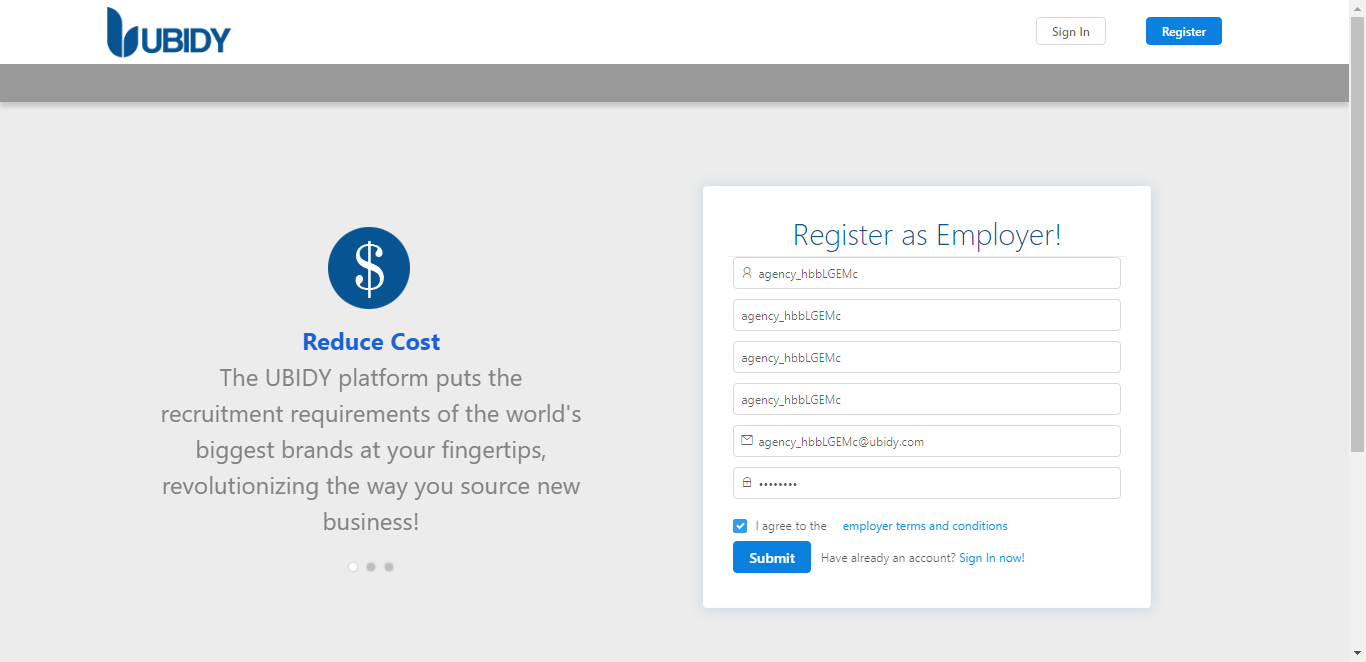 UBIDY
Sign In
Register
$
Reduce Cost
The UBIDY platform puts the
recruitment requirements of the world's
biggest brands at your fingertips,
revolutionizing the way you source new
business!
Register as Employer!
agency_hbbLGEMc
agency_hbbLGEMc
agency_hbbLGEMc
agency_hbbLGEMc
agency_hbbLGEMc@ubidy.com
••••••••
I agree to the employer terms and conditions
Submit Have already an account? Sign In now!